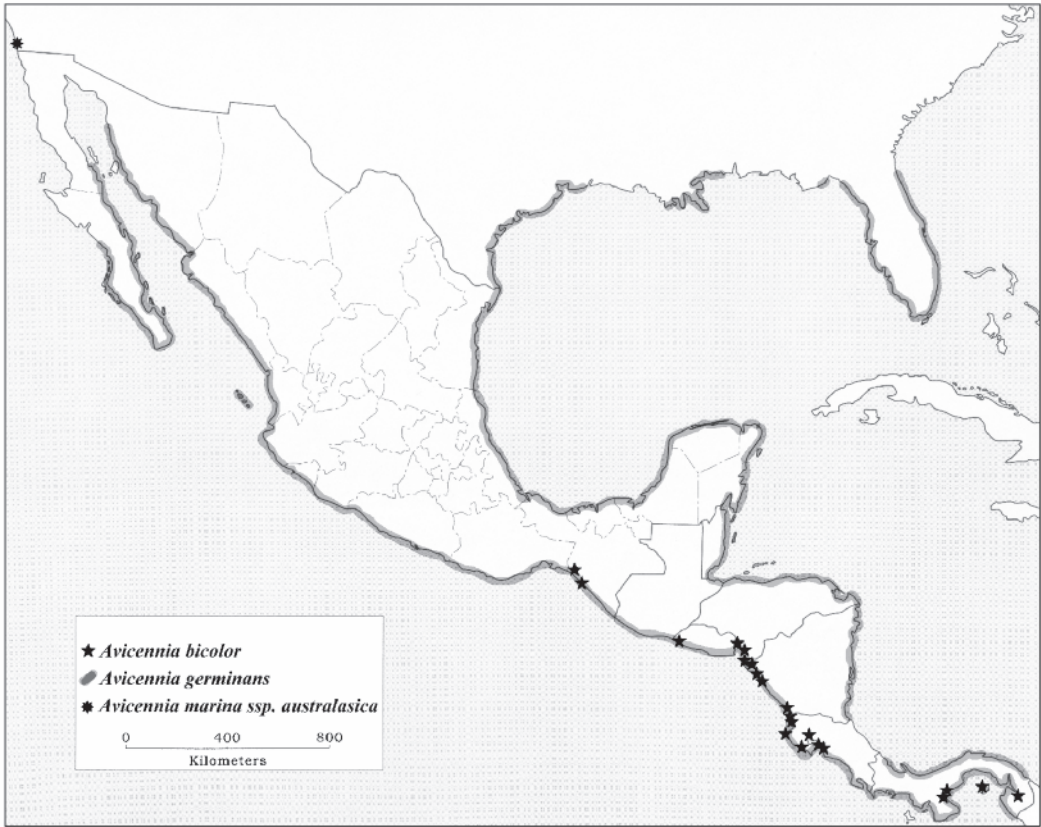 Avicennia bicolor
Avicennia germinans
Avicennia marina ssp. australasica
0 400 800
Kilometers